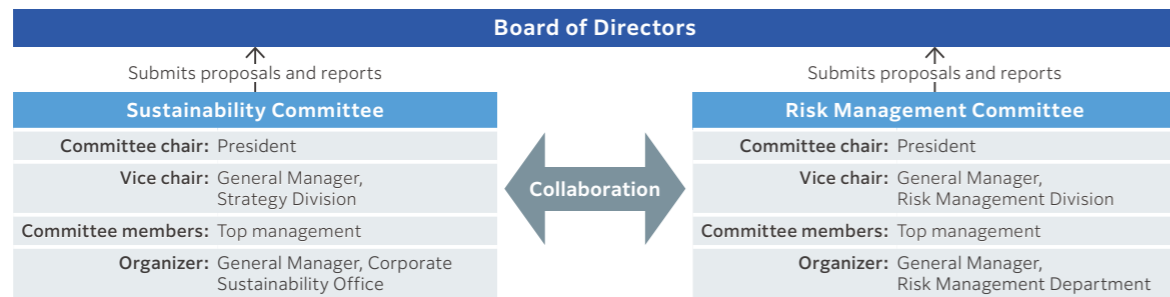 Board of Directors
Submits proposals and reports
Sustainability Committee
Committee chair: President
Vice chair: General Manager,
Strategy Division
Committee members: Top management
Organizer: General Manager, Corporate
Sustainability Office
Collaboration
Submits proposals and reports
Risk Management Committee
Committee chair: President
Vice chair: General Manager,
Risk Management Division
Committee members: Top management
Organizer: General Manager,
Risk Management Department